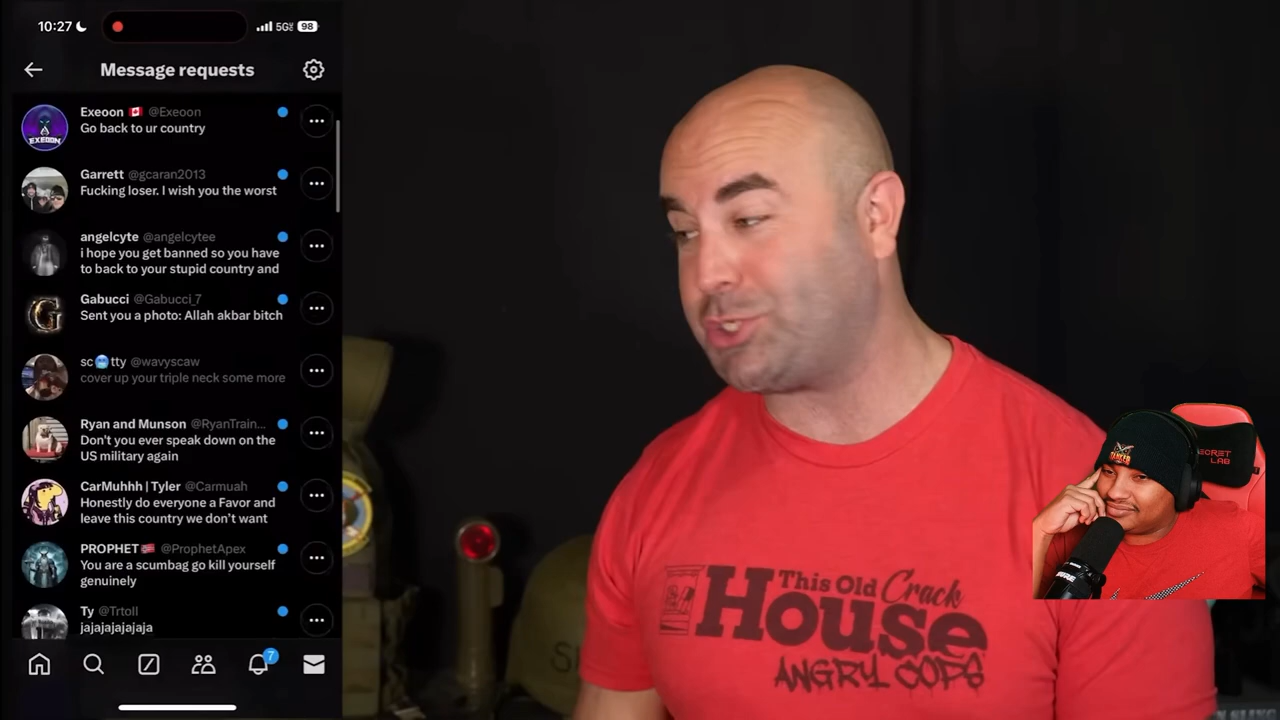 10:27
5G
98
Message requests
Exeoon @Exeoon
Go back to ur country
Garrett @gcaran2013
Fucking loser. I wish you the worst
angelcyte @angelcytee
i hope you get banned so you have
to back to your stupid country and
Gabucci @Gabucci_7
Sent you a photo: Allah akbar bitch
sc🥶tty @wavyscaw
cover up your triple neck some more
Ryan and Munson @RyanTrain...
Don't you ever speak down on the
US military again
CarMuhhh | Tyler @Carmuah
Honestly do everyone a Favor and
leave this country we don't want
PROPHET @ProphetApex
You are a scumbag go kill yourself
genuinely
Ty @Trtoll
jajajajajaja
7
EXEOON
This Old Crack
House
ANGRY COPS
SECRET
LAB